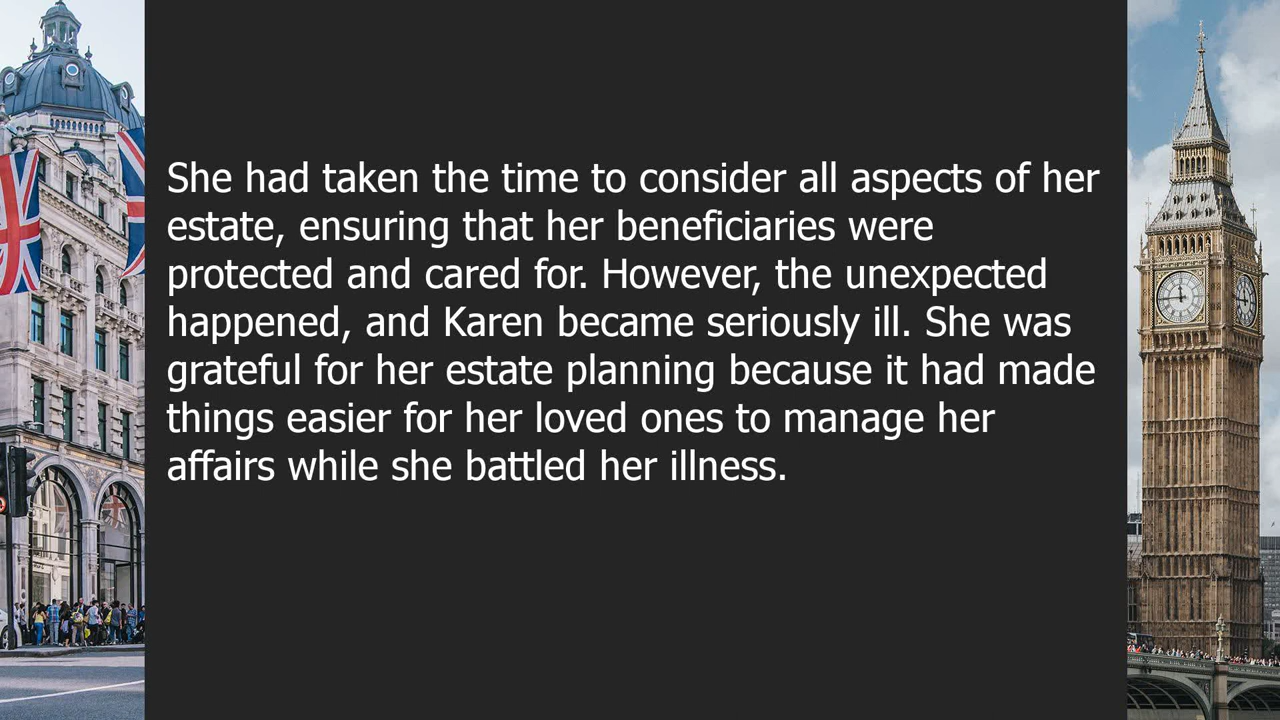 She had taken the time to consider all aspects of her
estate, ensuring that her beneficiaries were
protected and cared for. However, the unexpected
happened, and Karen became seriously ill. She was
grateful for her estate planning because it had made
things easier for her loved ones to manage her
affairs while she battled her illness.